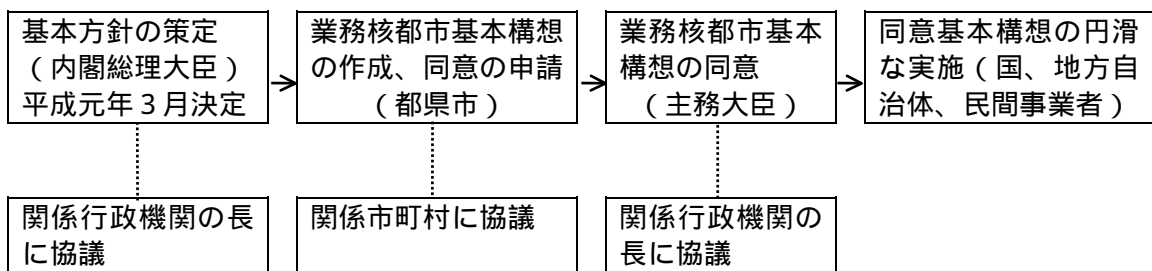 基本方針の策定
（内閣総理大臣）
平成元年３月決定
業務核都市基本構想
の作成、同意の申請
（都県市）
業務核都市基本
構想の同意
（主務大臣）
同意基本構想の円滑
な実施（国、地方自
治体、民間事業者）
関係行政機関の長
に協議
関係市町村に協議
関係行政機関の
長に協議